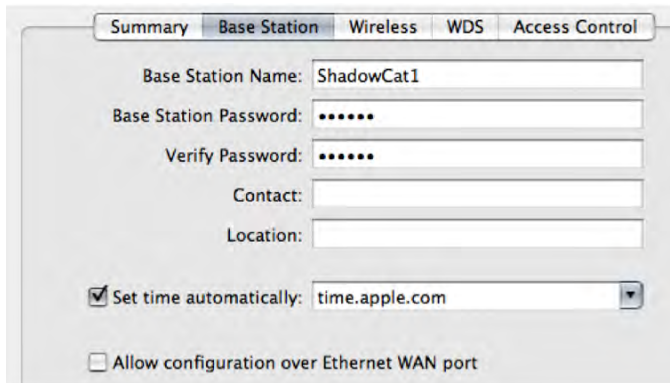 Summary Base Station Wireless WDS Access Control
Base Station Name: ShadowCat1
Base Station Password: ••••••
Verify Password: ••••••
Contact:
Location:
Set time automatically: time.apple.com
Allow configuration over Ethernet WAN port